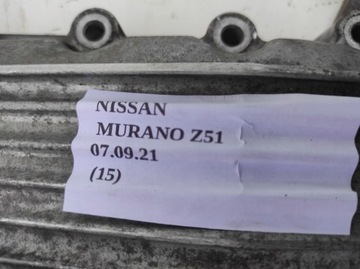 NISSAN
MURANO Z51
07.09.21
(15)